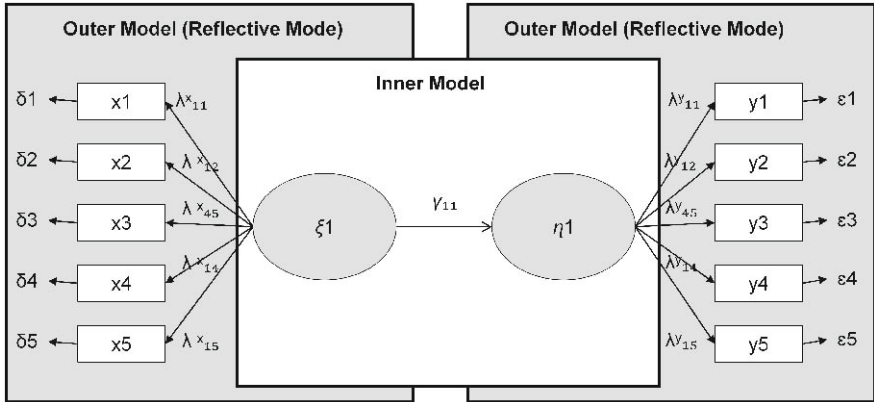 Outer Model (Reflective Mode)
Outer Model (Reflective Mode)
Inner Model
δ1 x1 λˣ₁₁
δ2 x2 λˣ₁₂
δ3 x3 λˣ₄₅
δ4 x4 λˣ₁₄
δ5 x5 λˣ₁₅
ξ1
γ₁₁
η1
λʸ₁₁ y1 ε1
λʸ₁₂ y2 ε2
λʸ₄₅ y3 ε3
λʸ₁₄ y4 ε4
λʸ₁₅ y5 ε5